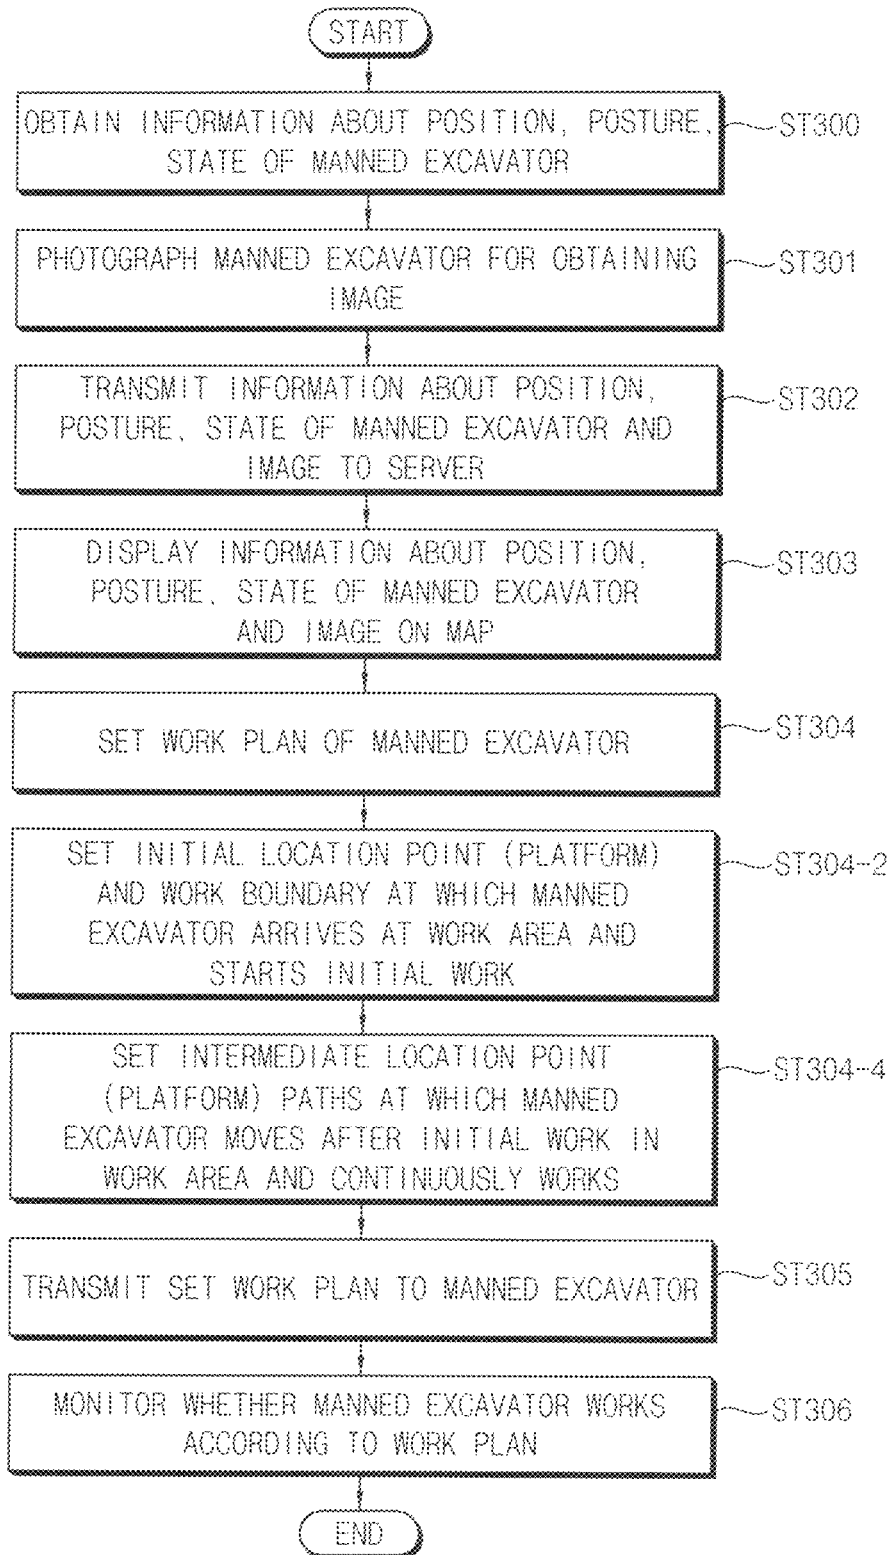 START
OBTAIN INFORMATION ABOUT POSITION, POSTURE,
STATE OF MANNED EXCAVATOR
ST300
PHOTOGRAPH MANNED EXCAVATOR FOR OBTAINING
IMAGE
ST301
TRANSMIT INFORMATION ABOUT POSITION,
POSTURE, STATE OF MANNED EXCAVATOR AND
IMAGE TO SERVER
ST302
DISPLAY INFORMATION ABOUT POSITION,
POSTURE, STATE OF MANNED EXCAVATOR
AND IMAGE ON MAP
ST303
SET WORK PLAN OF MANNED EXCAVATOR
ST304
SET INITIAL LOCATION POINT (PLATFORM)
AND WORK BOUNDARY AT WHICH MANNED
EXCAVATOR ARRIVES AT WORK AREA AND
STARTS INITIAL WORK
ST304-2
SET INTERMEDIATE LOCATION POINT
(PLATFORM) PATHS AT WHICH MANNED
EXCAVATOR MOVES AFTER INITIAL WORK IN
WORK AREA AND CONTINUOUSLY WORKS
ST304-4
TRANSMIT SET WORK PLAN TO MANNED EXCAVATOR
ST305
MONITOR WHETHER MANNED EXCAVATOR WORKS
ACCORDING TO WORK PLAN
ST306
END